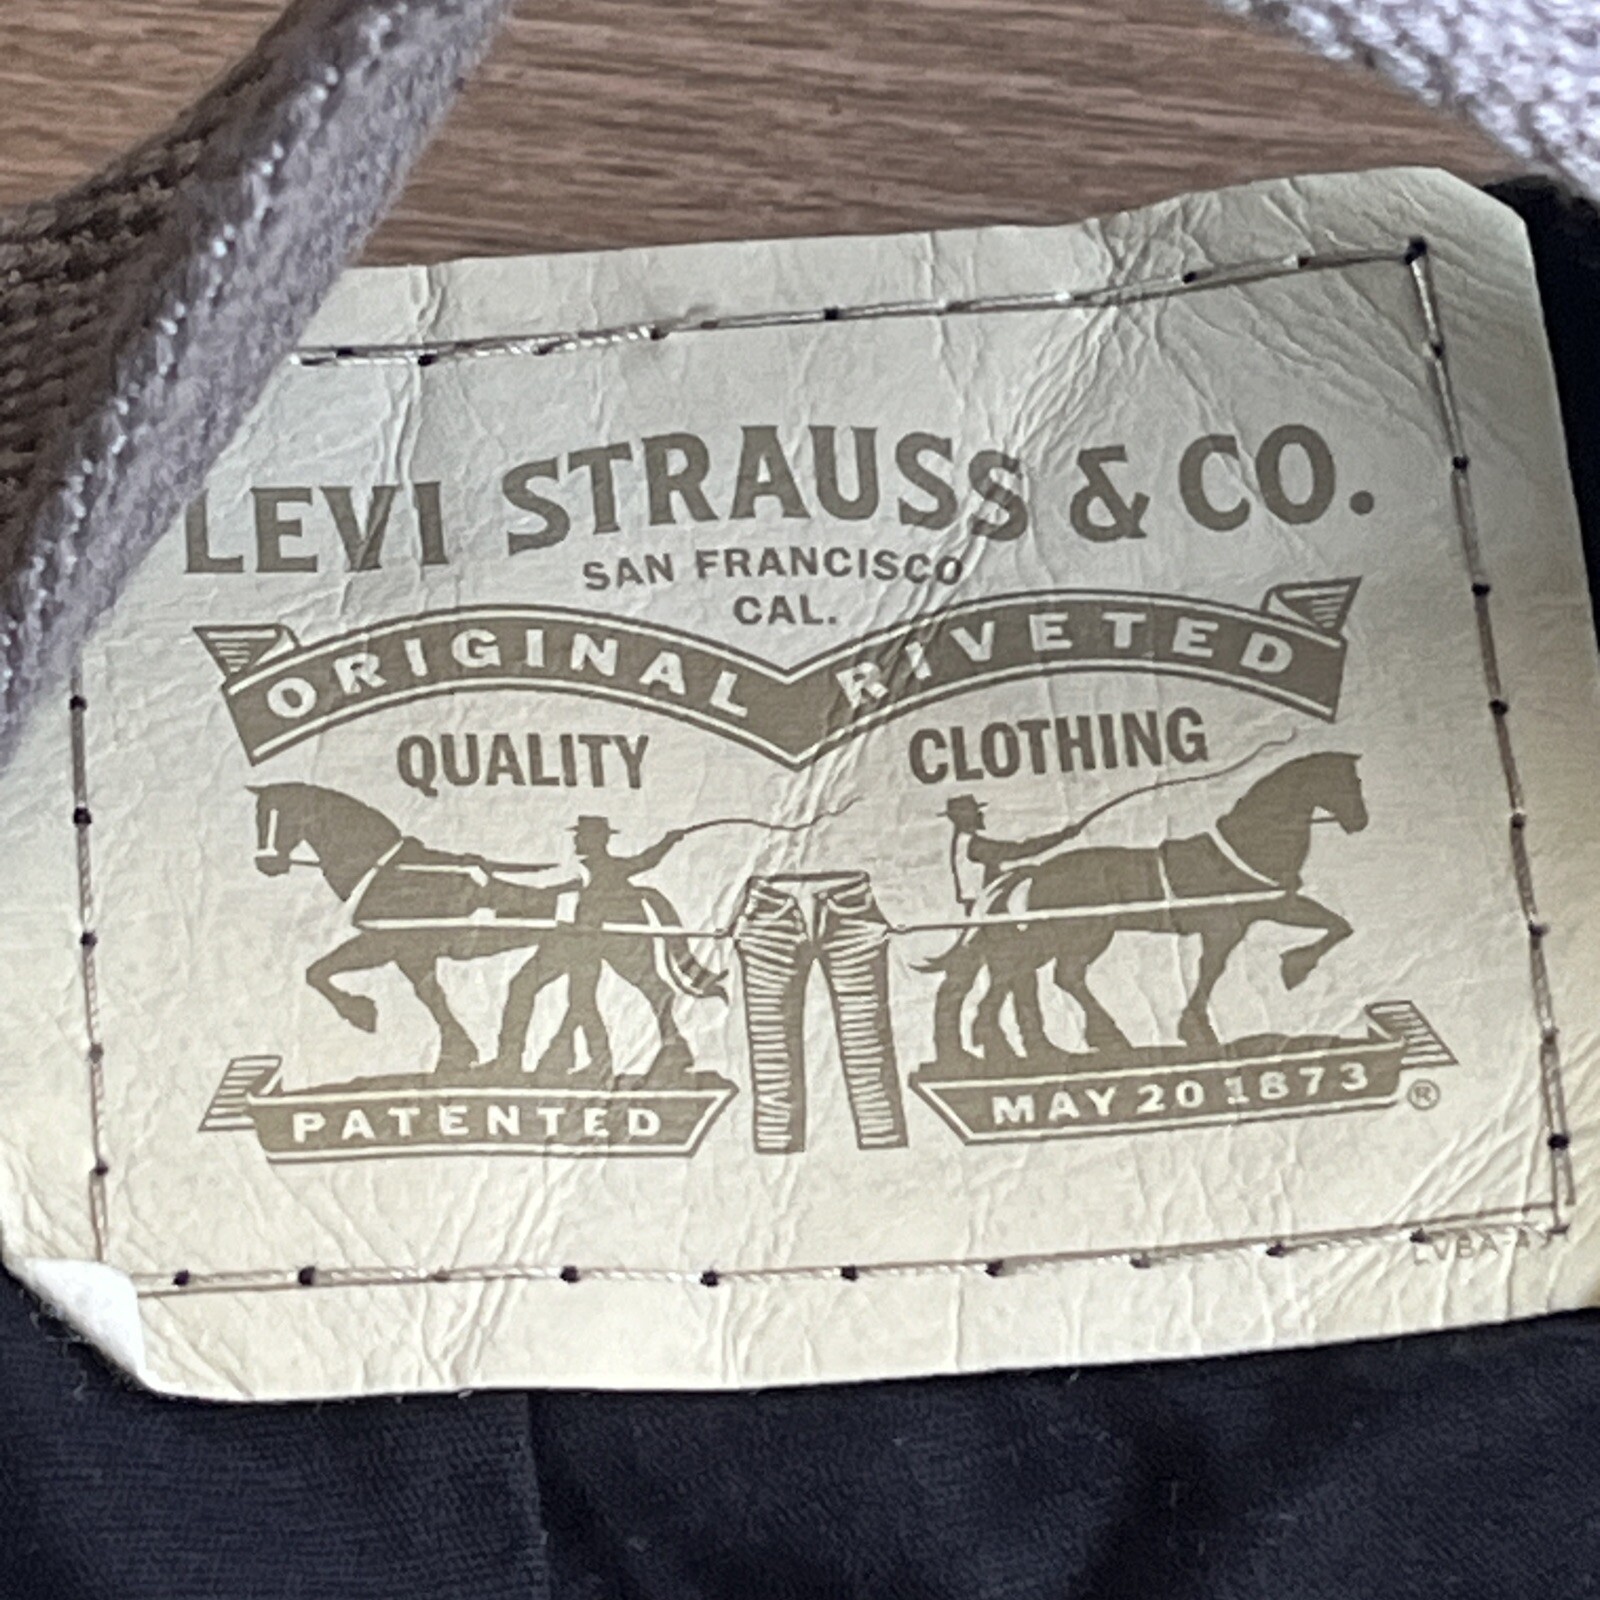 LEVI STRAUSS & CO.
SAN FRANCISCO
CAL.
ORIGINAL RIVETED
QUALITY CLOTHING
PATENTED MAY 20 1873 ®